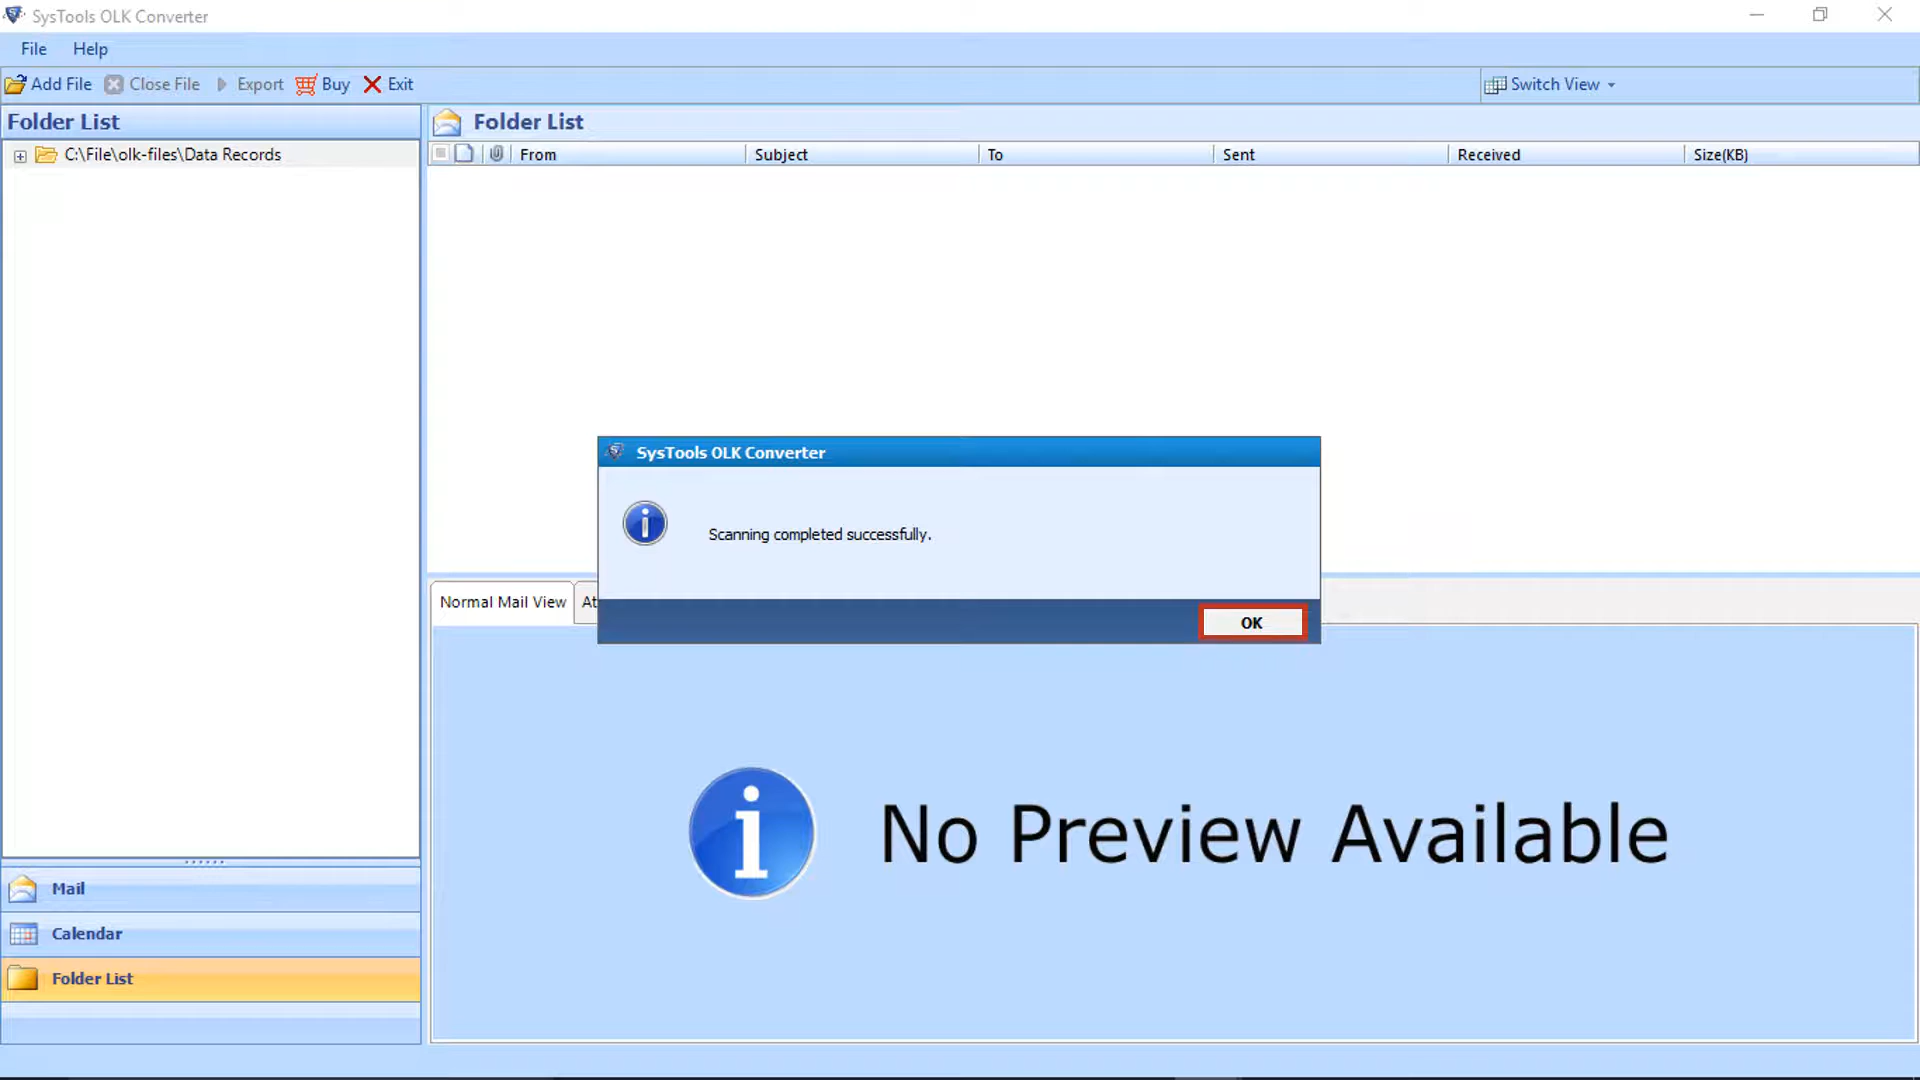 SysTools OLK Converter
File Help
Add File Close File Export Buy Exit Switch View
Folder List
C:\File\olk-files\Data Records
Folder List
From Subject To Sent Received Size(KB)
SysTools OLK Converter
Scanning completed successfully.
OK
Normal Mail View At
No Preview Available
Mail
Calendar
Folder List